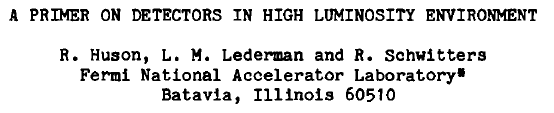 A PRIMER ON DETECTORS IN HIGH LUMINOSITY ENVIRONMENT
R. Huson, L. M. Lederman and R. Schwitters
Fermi National Accelerator Laboratory*
Batavia, Illinois 60510